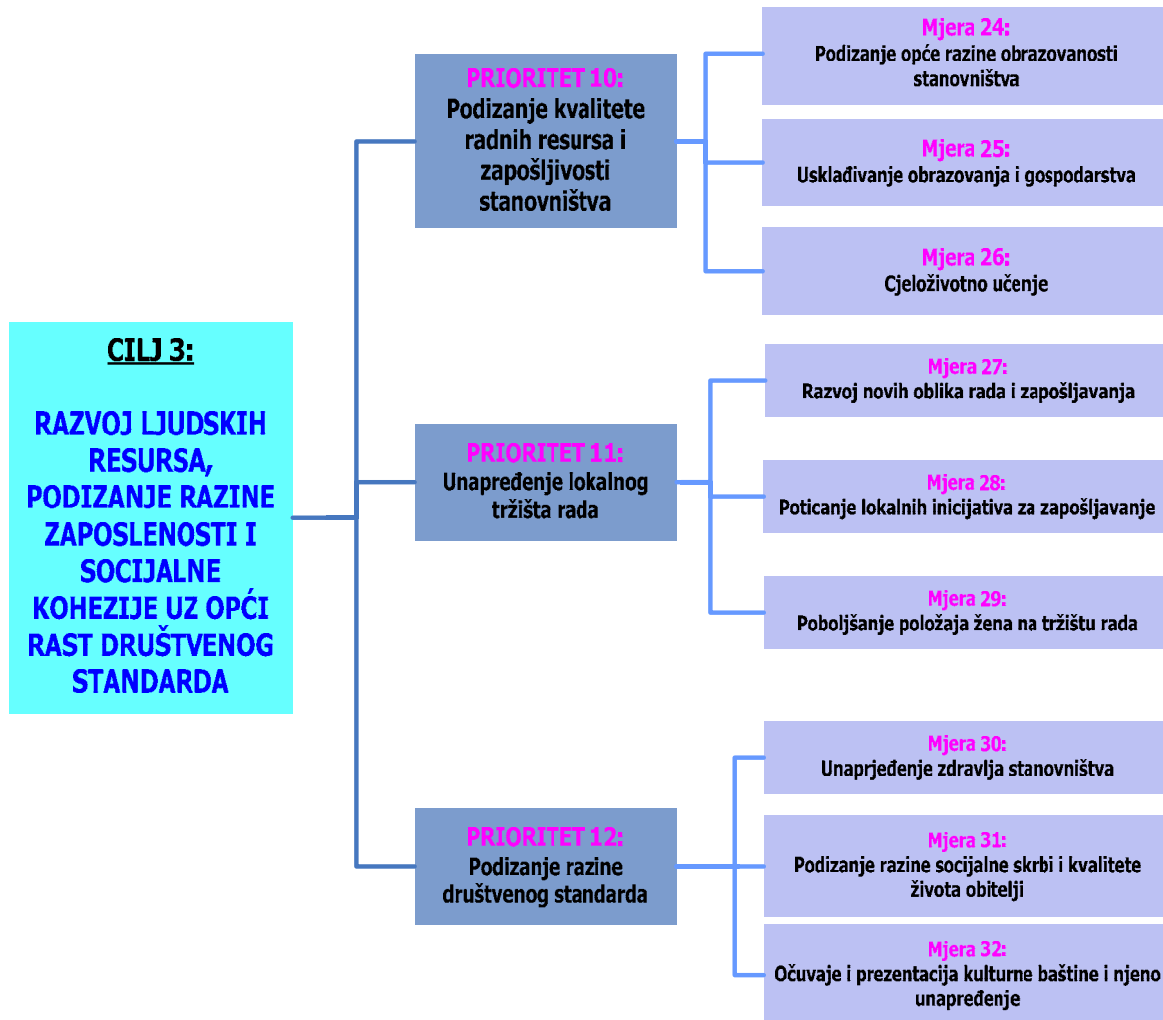 CILJ 3:
RAZVOJ LJUDSKIH
RESURSA,
PODIZANJE RAZINE
ZAPOSLENOSTI I
SOCIJALNE
KOHEZIJE UZ OPĆI
RAST DRUŠTVENOG
STANDARDA
PRIORITET 10:
Podizanje kvalitete
radnih resursa i
zapošljivosti
stanovništva
Mjera 24:
Podizanje opće razine obrazovanosti
stanovništva
Mjera 25:
Usklađivanje obrazovanja i gospodarstva
Mjera 26:
Cjeloživotno učenje
PRIORITET 11:
Unapređenje lokalnog
tržišta rada
Mjera 27:
Razvoj novih oblika rada i zapošljavanja
Mjera 28:
Poticanje lokalnih inicijativa za zapošljavanje
Mjera 29:
Poboljšanje položaja žena na tržištu rada
PRIORITET 12:
Podizanje razine
društvenog standarda
Mjera 30:
Unaprjeđenje zdravlja stanovništva
Mjera 31:
Podizanje razine socijalne skrbi i kvalitete
života obitelji
Mjera 32:
Očuvaje i prezentacija kulturne baštine i njeno
unapređenje